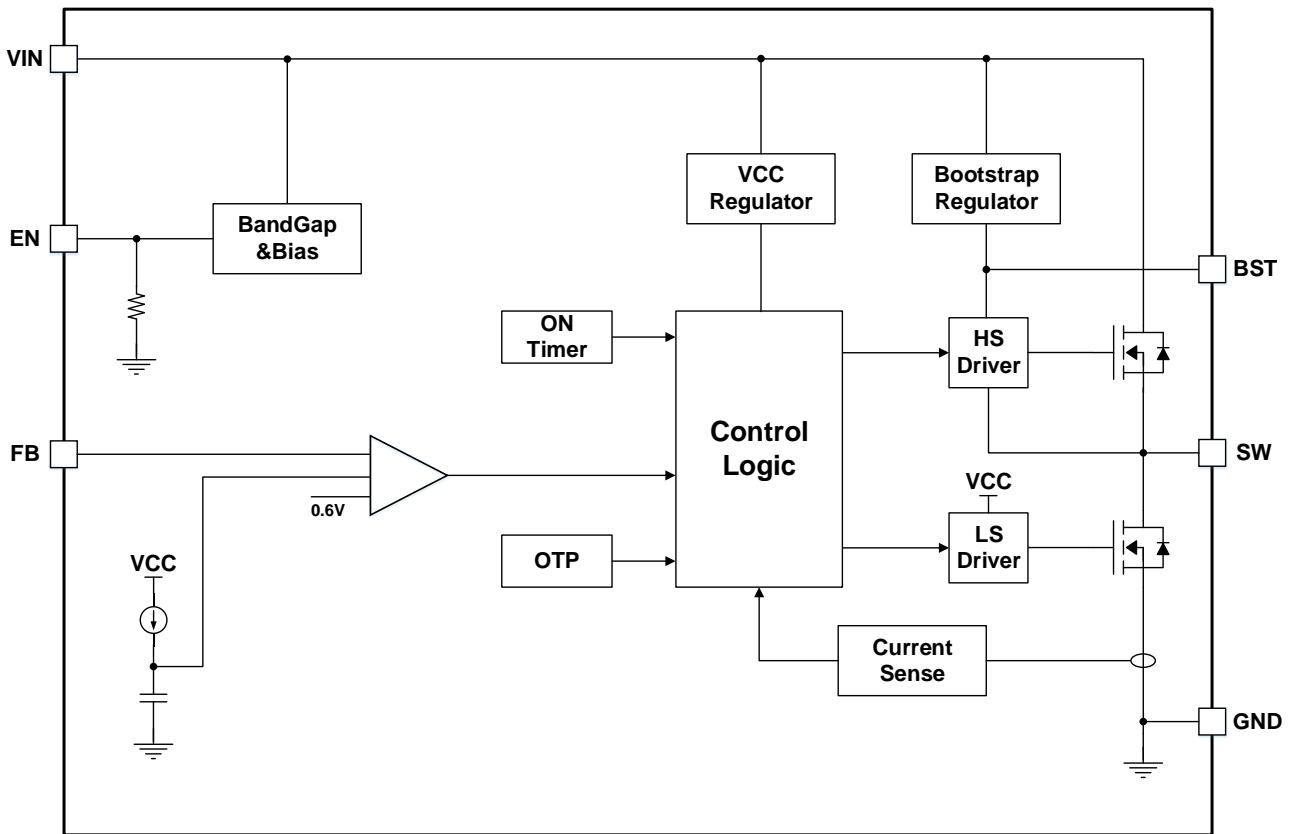 VIN
VCC
Regulator
Bootstrap
Regulator
EN
BandGap
&Bias
BST
ON
Timer
HS
Driver
FB
Control
Logic
SW
0.6V
VCC
LS
Driver
OTP
VCC
Current
Sense
GND